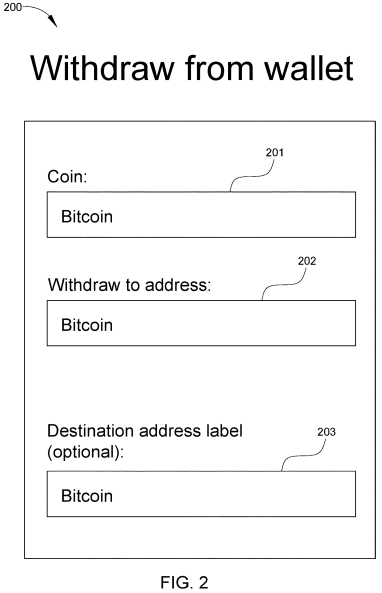 200
Withdraw from wallet
201
Coin:
Bitcoin
202
Withdraw to address:
Bitcoin
Destination address label
203
(optional):
Bitcoin
FIG. 2